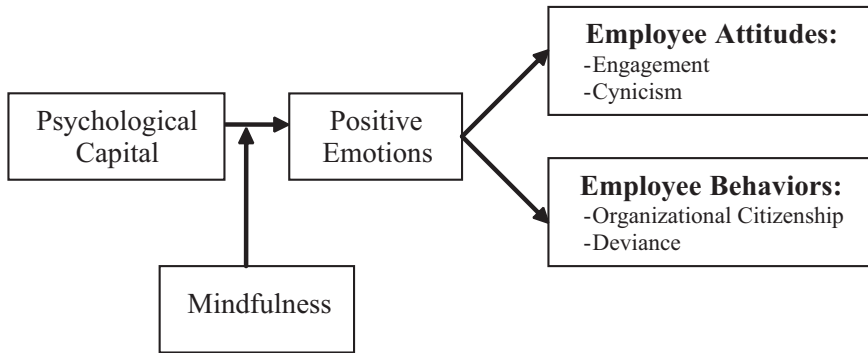 Employee Attitudes:
-Engagement
-Cynicism
Psychological
Capital
Positive
Emotions
Employee Behaviors:
-Organizational Citizenship
-Deviance
Mindfulness